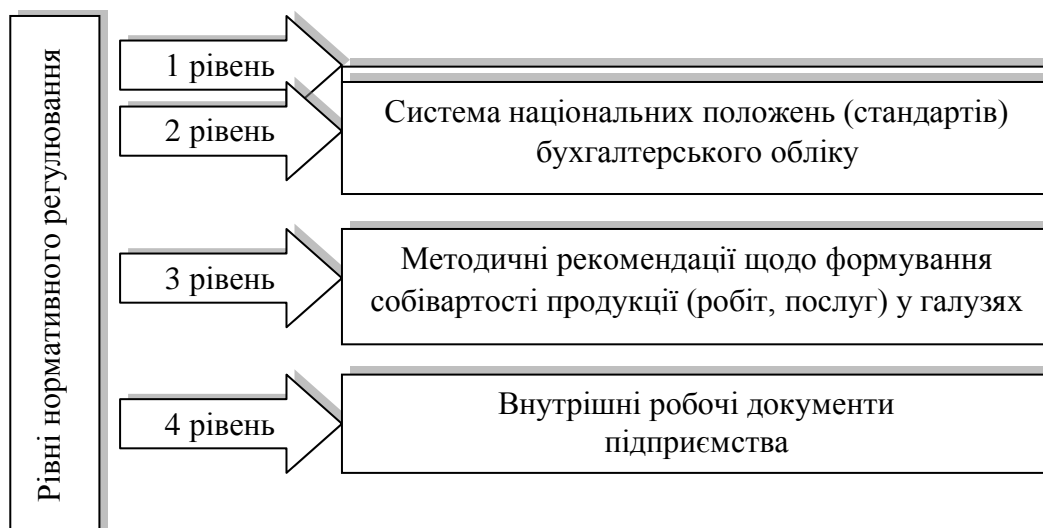 Рівні нормативного регулювання
1 рівень
2 рівень
Система національних положень (стандартів)
бухгалтерського обліку
3 рівень
Методичні рекомендації щодо формування
собівартості продукції (робіт, послуг) у галузях
4 рівень
Внутрішні робочі документи
підприємства